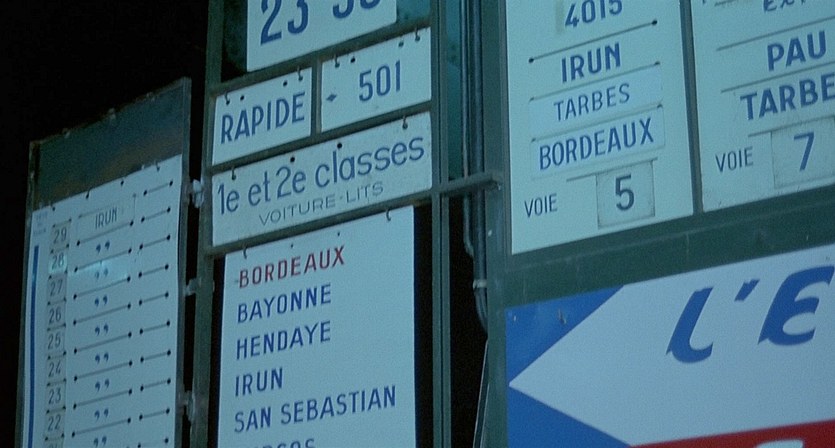 29 IRUN
28 "
27 "
26 "
25 "
24 "
23 "
22 "
23
RAPIDE
501
1e et 2e classes
VOITURE-LITS
BORDEAUX
BAYONNE
HENDAYE
IRUN
SAN SEBASTIAN
4015
IRUN
TARBES
BORDEAUX
VOIE 5
PAU
TARBE
VOIE 7
L'E